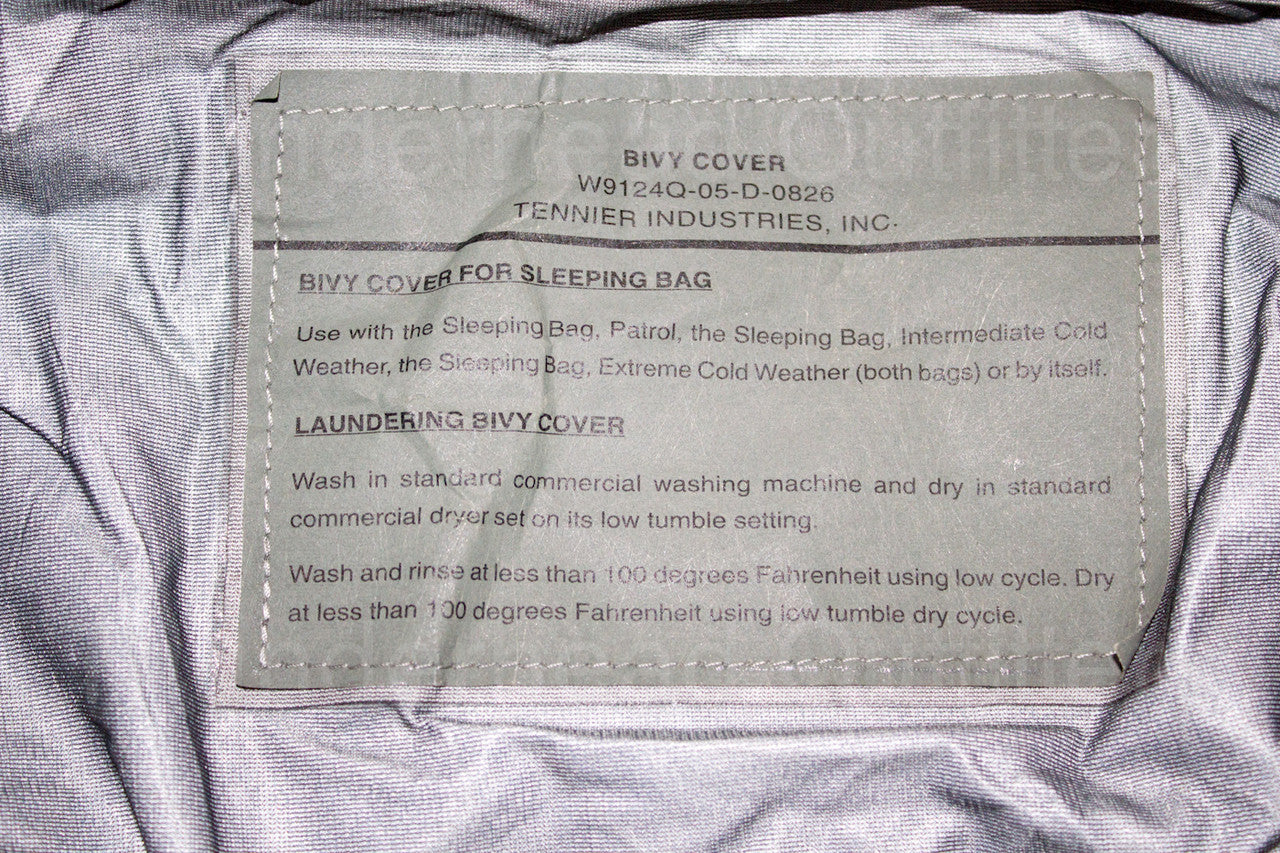 BIVY COVER
W9124Q-05-D-0826
TENNIER INDUSTRIES, INC.
BIVY COVER FOR SLEEPING BAG
Use with the Sleeping Bag, Patrol, the Sleeping Bag, Intermediate Cold
Weather, the Sleeping Bag, Extreme Cold Weather (both bags) or by itself.
LAUNDERING BIVY COVER
Wash in standard commercial washing machine and dry in standard
commercial dryer set on its low tumble setting.
Wash and rinse at less than 100 degrees Fahrenheit using low cycle. Dry
at less than 100 degrees Fahrenheit using low tumble dry cycle.